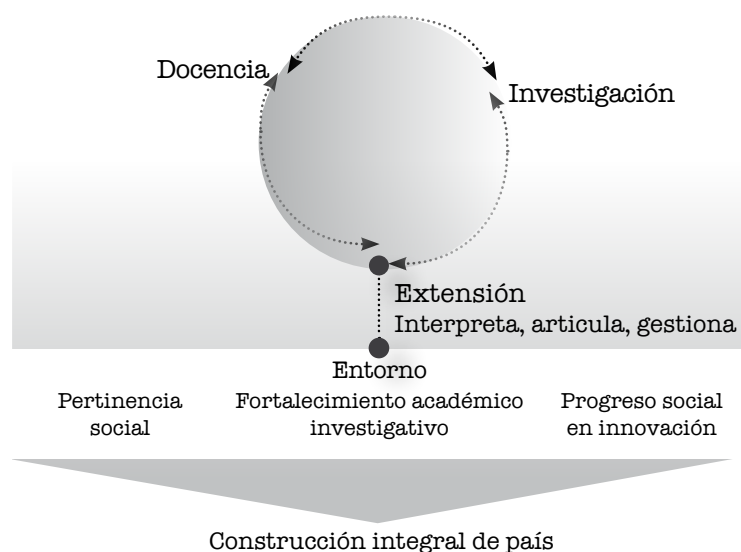 Docencia
Investigación
Extensión
Interpreta, articula, gestiona
Entorno
Pertinencia
social
Fortalecimiento académico
investigativo
Progreso social
en innovación
Construcción integral de país